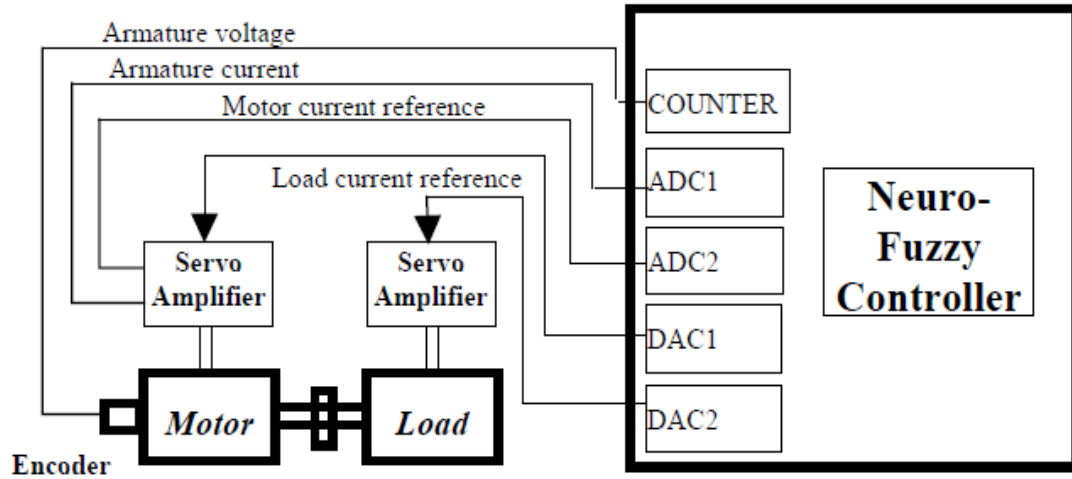 Armature voltage
Armature current
Motor current reference
Load current reference
Servo
Amplifier
Servo
Amplifier
Motor
Load
Encoder
COUNTER
ADC1
ADC2
DAC1
DAC2
Neuro-
Fuzzy
Controller